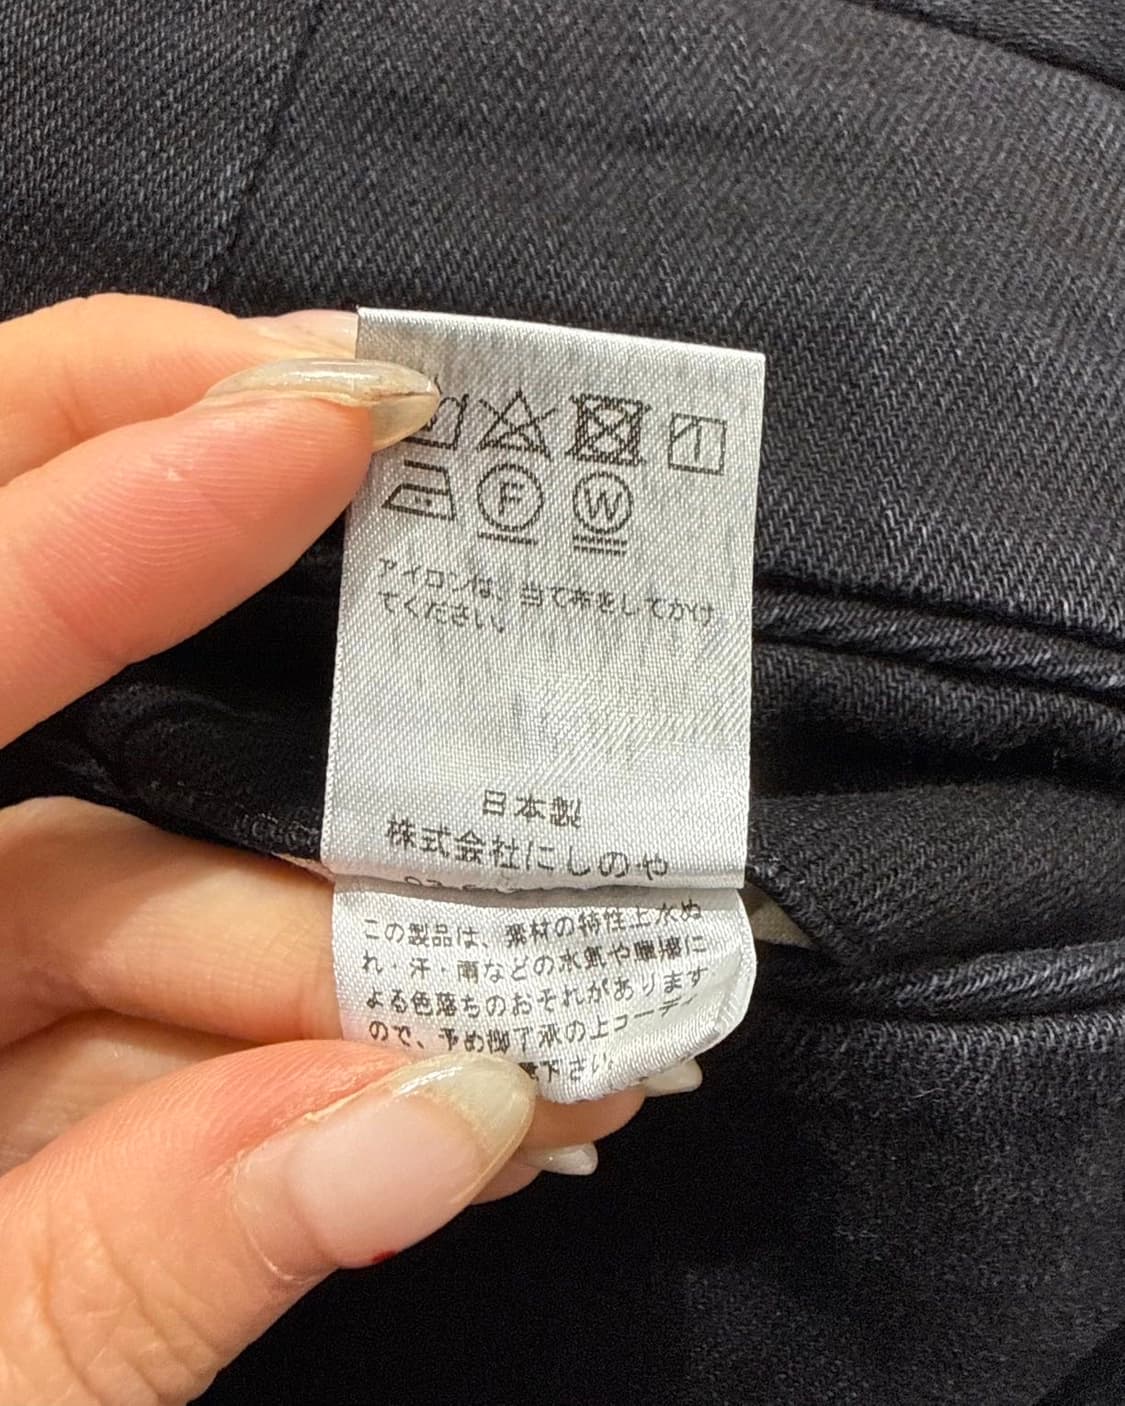 F W
アイロンは、当て布をしてかけ
てください。
日本製
株式会社にしのや
この製品は、素材の特性上水ぬ
れ・汗・雨などの水気や摩擦に
よる色落ちのおそれがあります
ので、予め御了承の上コーディ
下さい